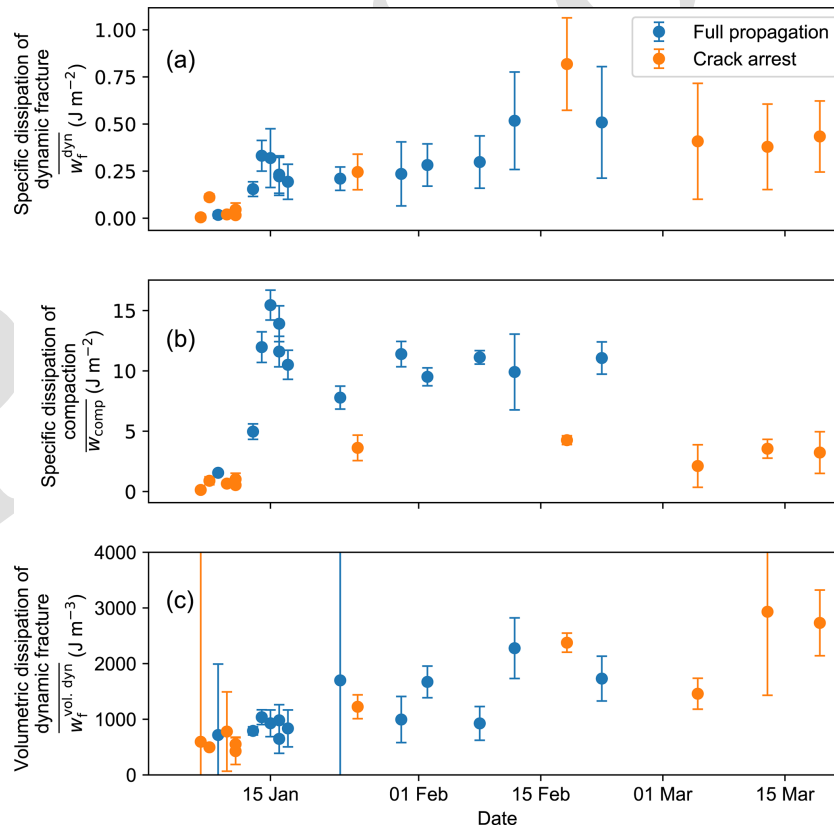 Specific dissipation of
dynamic fracture
w_f^dyn (J m−2)
1.00
0.75
0.50
0.25
0.00
(a)
Full propagation
Crack arrest
Specific dissipation of
compaction
w_comp (J m−2)
15
10
5
0
(b)
Volumetric dissipation of
dynamic fracture
w_f^vol. dyn (J m−3)
4000
3000
2000
1000
0
(c)
15 Jan
01 Feb
15 Feb
01 Mar
15 Mar
Date